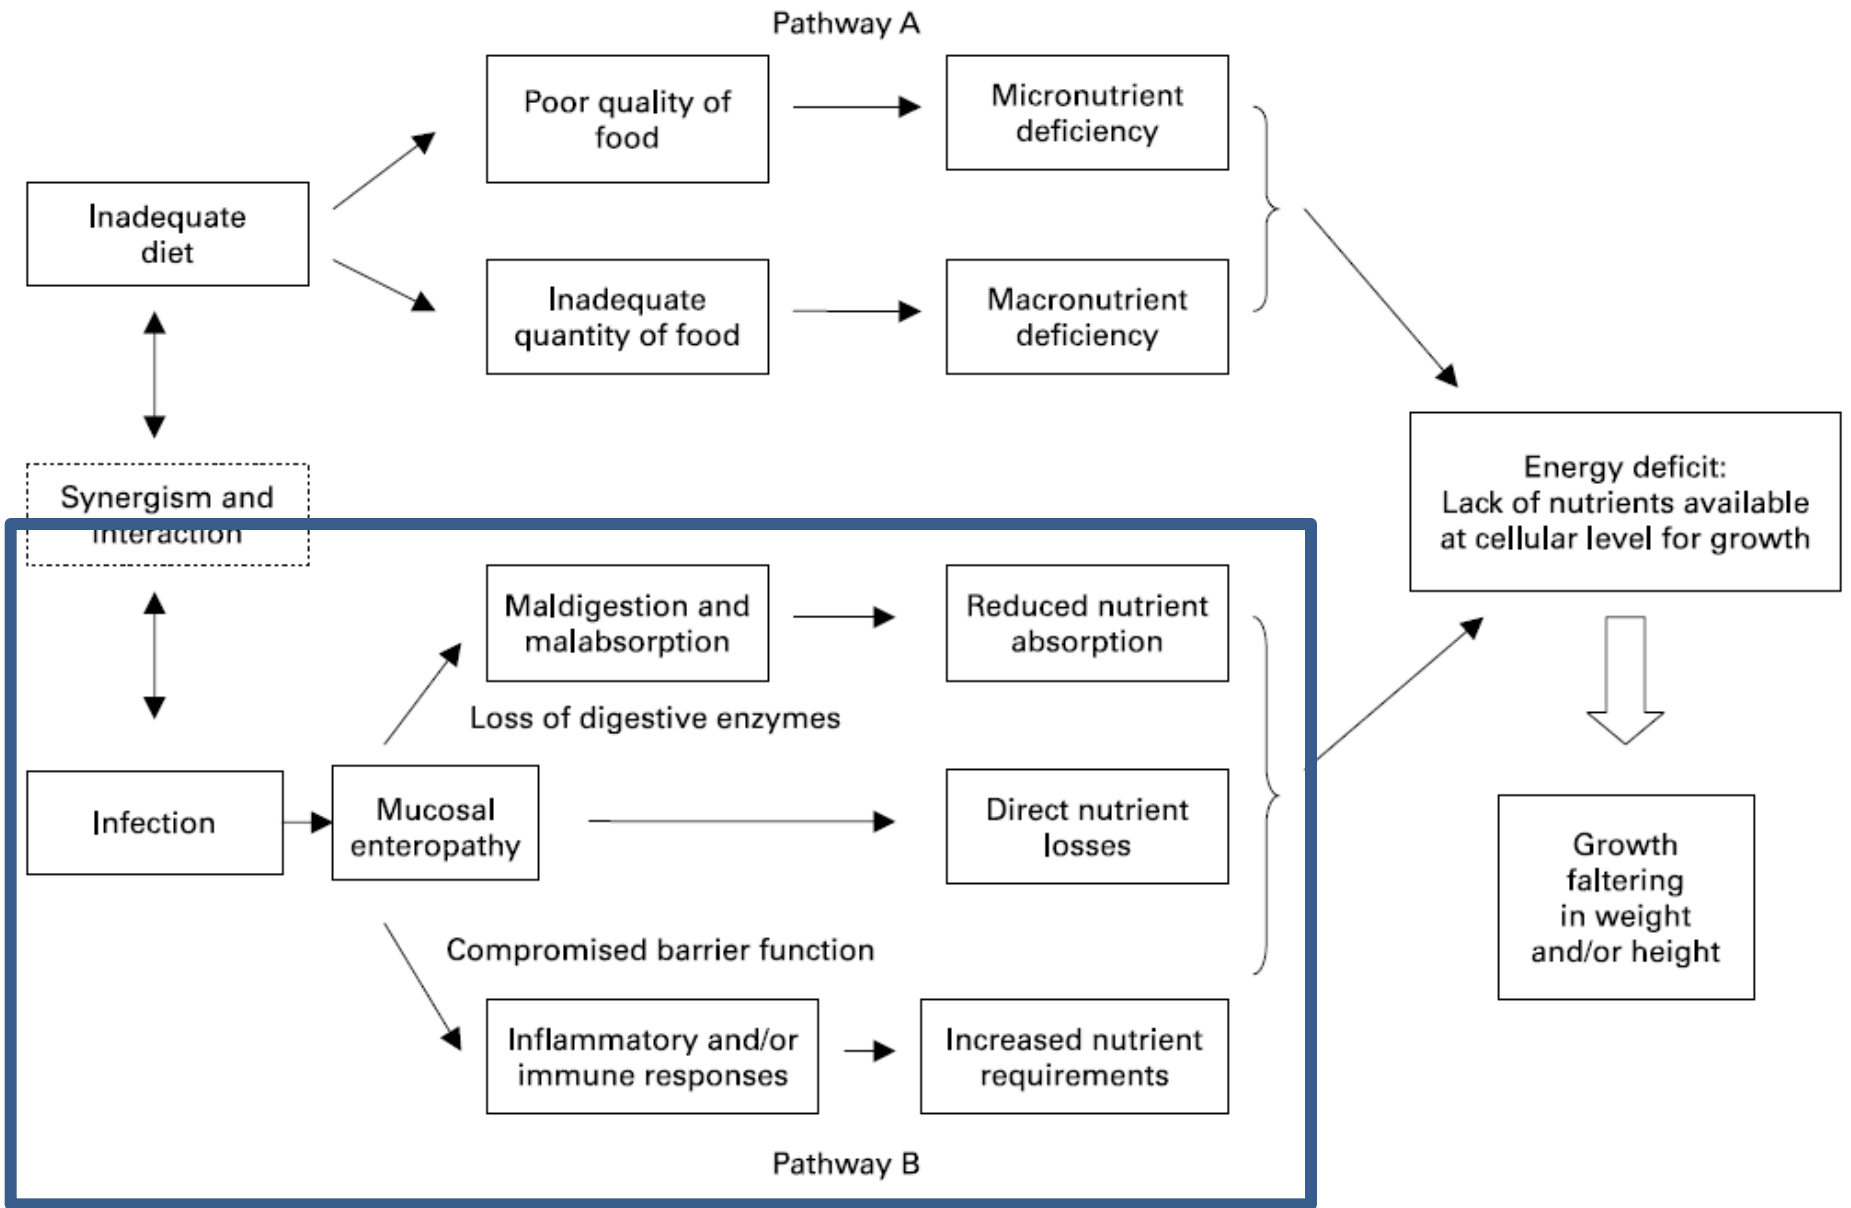 Pathway A
Poor quality of
food
Micronutrient
deficiency
Inadequate
diet
Inadequate
quantity of food
Macronutrient
deficiency
Synergism and
interaction
Energy deficit:
Lack of nutrients available
at cellular level for growth
Maldigestion and
malabsorption
Reduced nutrient
absorption
Loss of digestive enzymes
Infection
Mucosal
enteropathy
Direct nutrient
losses
Growth
faltering
in weight
and/or height
Compromised barrier function
Inflammatory and/or
immune responses
Increased nutrient
requirements
Pathway B